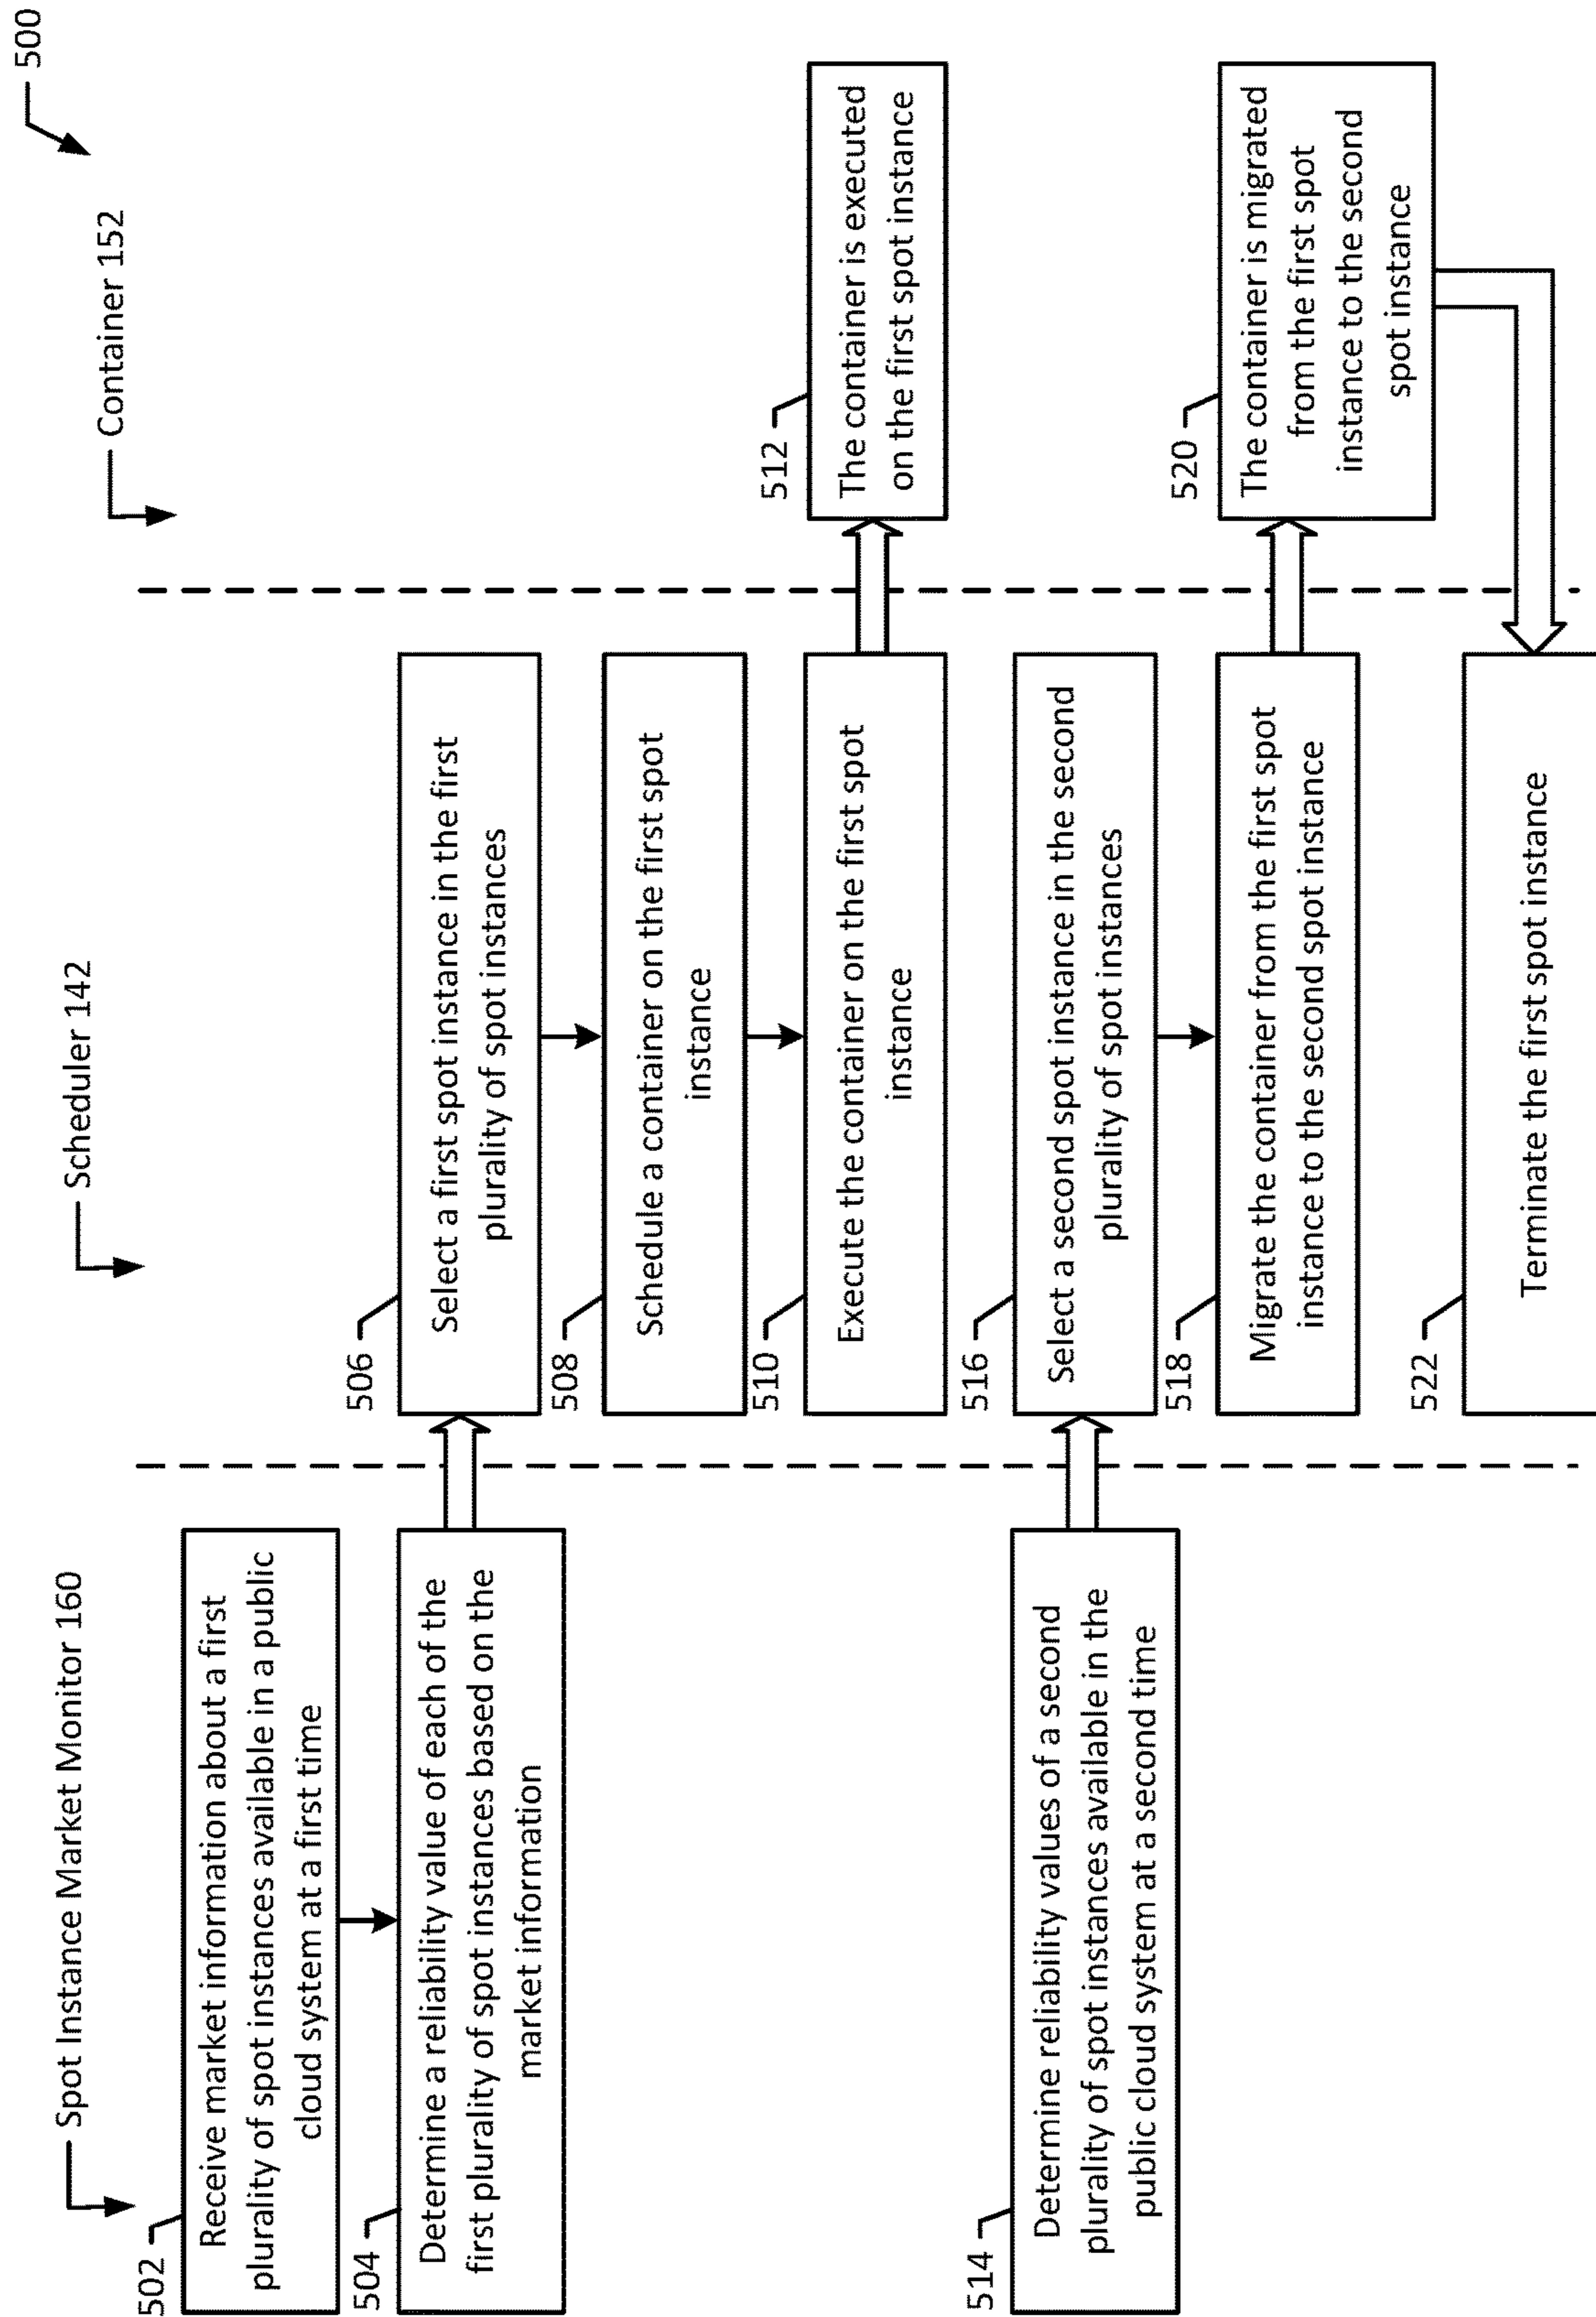 500
Spot Instance Market Monitor 160
Scheduler 142
Container 152
502
Receive market information about a first
plurality of spot instances available in a public
cloud system at a first time
504
Determine a reliability value of each of the
first plurality of spot instances based on the
market information
506
Select a first spot instance in the first
plurality of spot instances
508
Schedule a container on the first spot
instance
510
Execute the container on the first spot
instance
512
The container is executed
on the first spot instance
514
Determine reliability values of a second
plurality of spot instances available in the
public cloud system at a second time
516
Select a second spot instance in the second
plurality of spot instances
518
Migrate the container from the first spot
instance to the second spot instance
520
The container is migrated
from the first spot
instance to the second
spot instance
522
Terminate the first spot instance